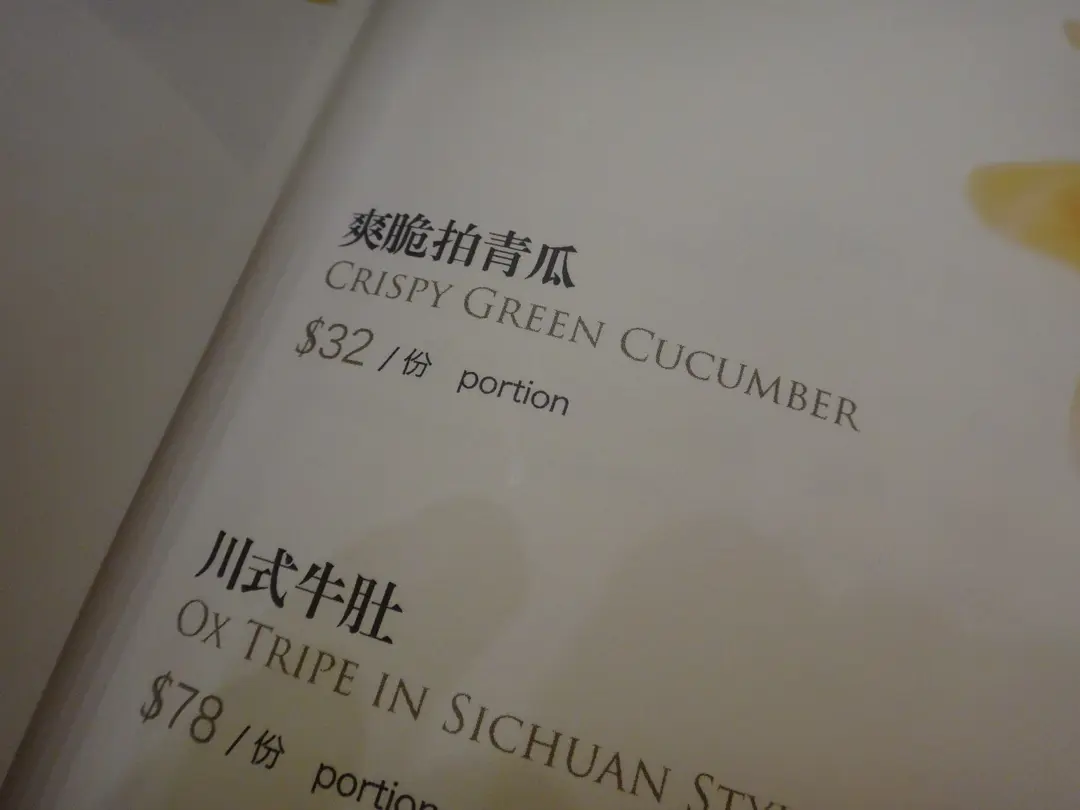 爽脆拍青瓜
CRISPY GREEN CUCUMBER
$32 / 份 portion
川式牛肚
OX TRIPE IN SICHUAN
$78 / 份 portion